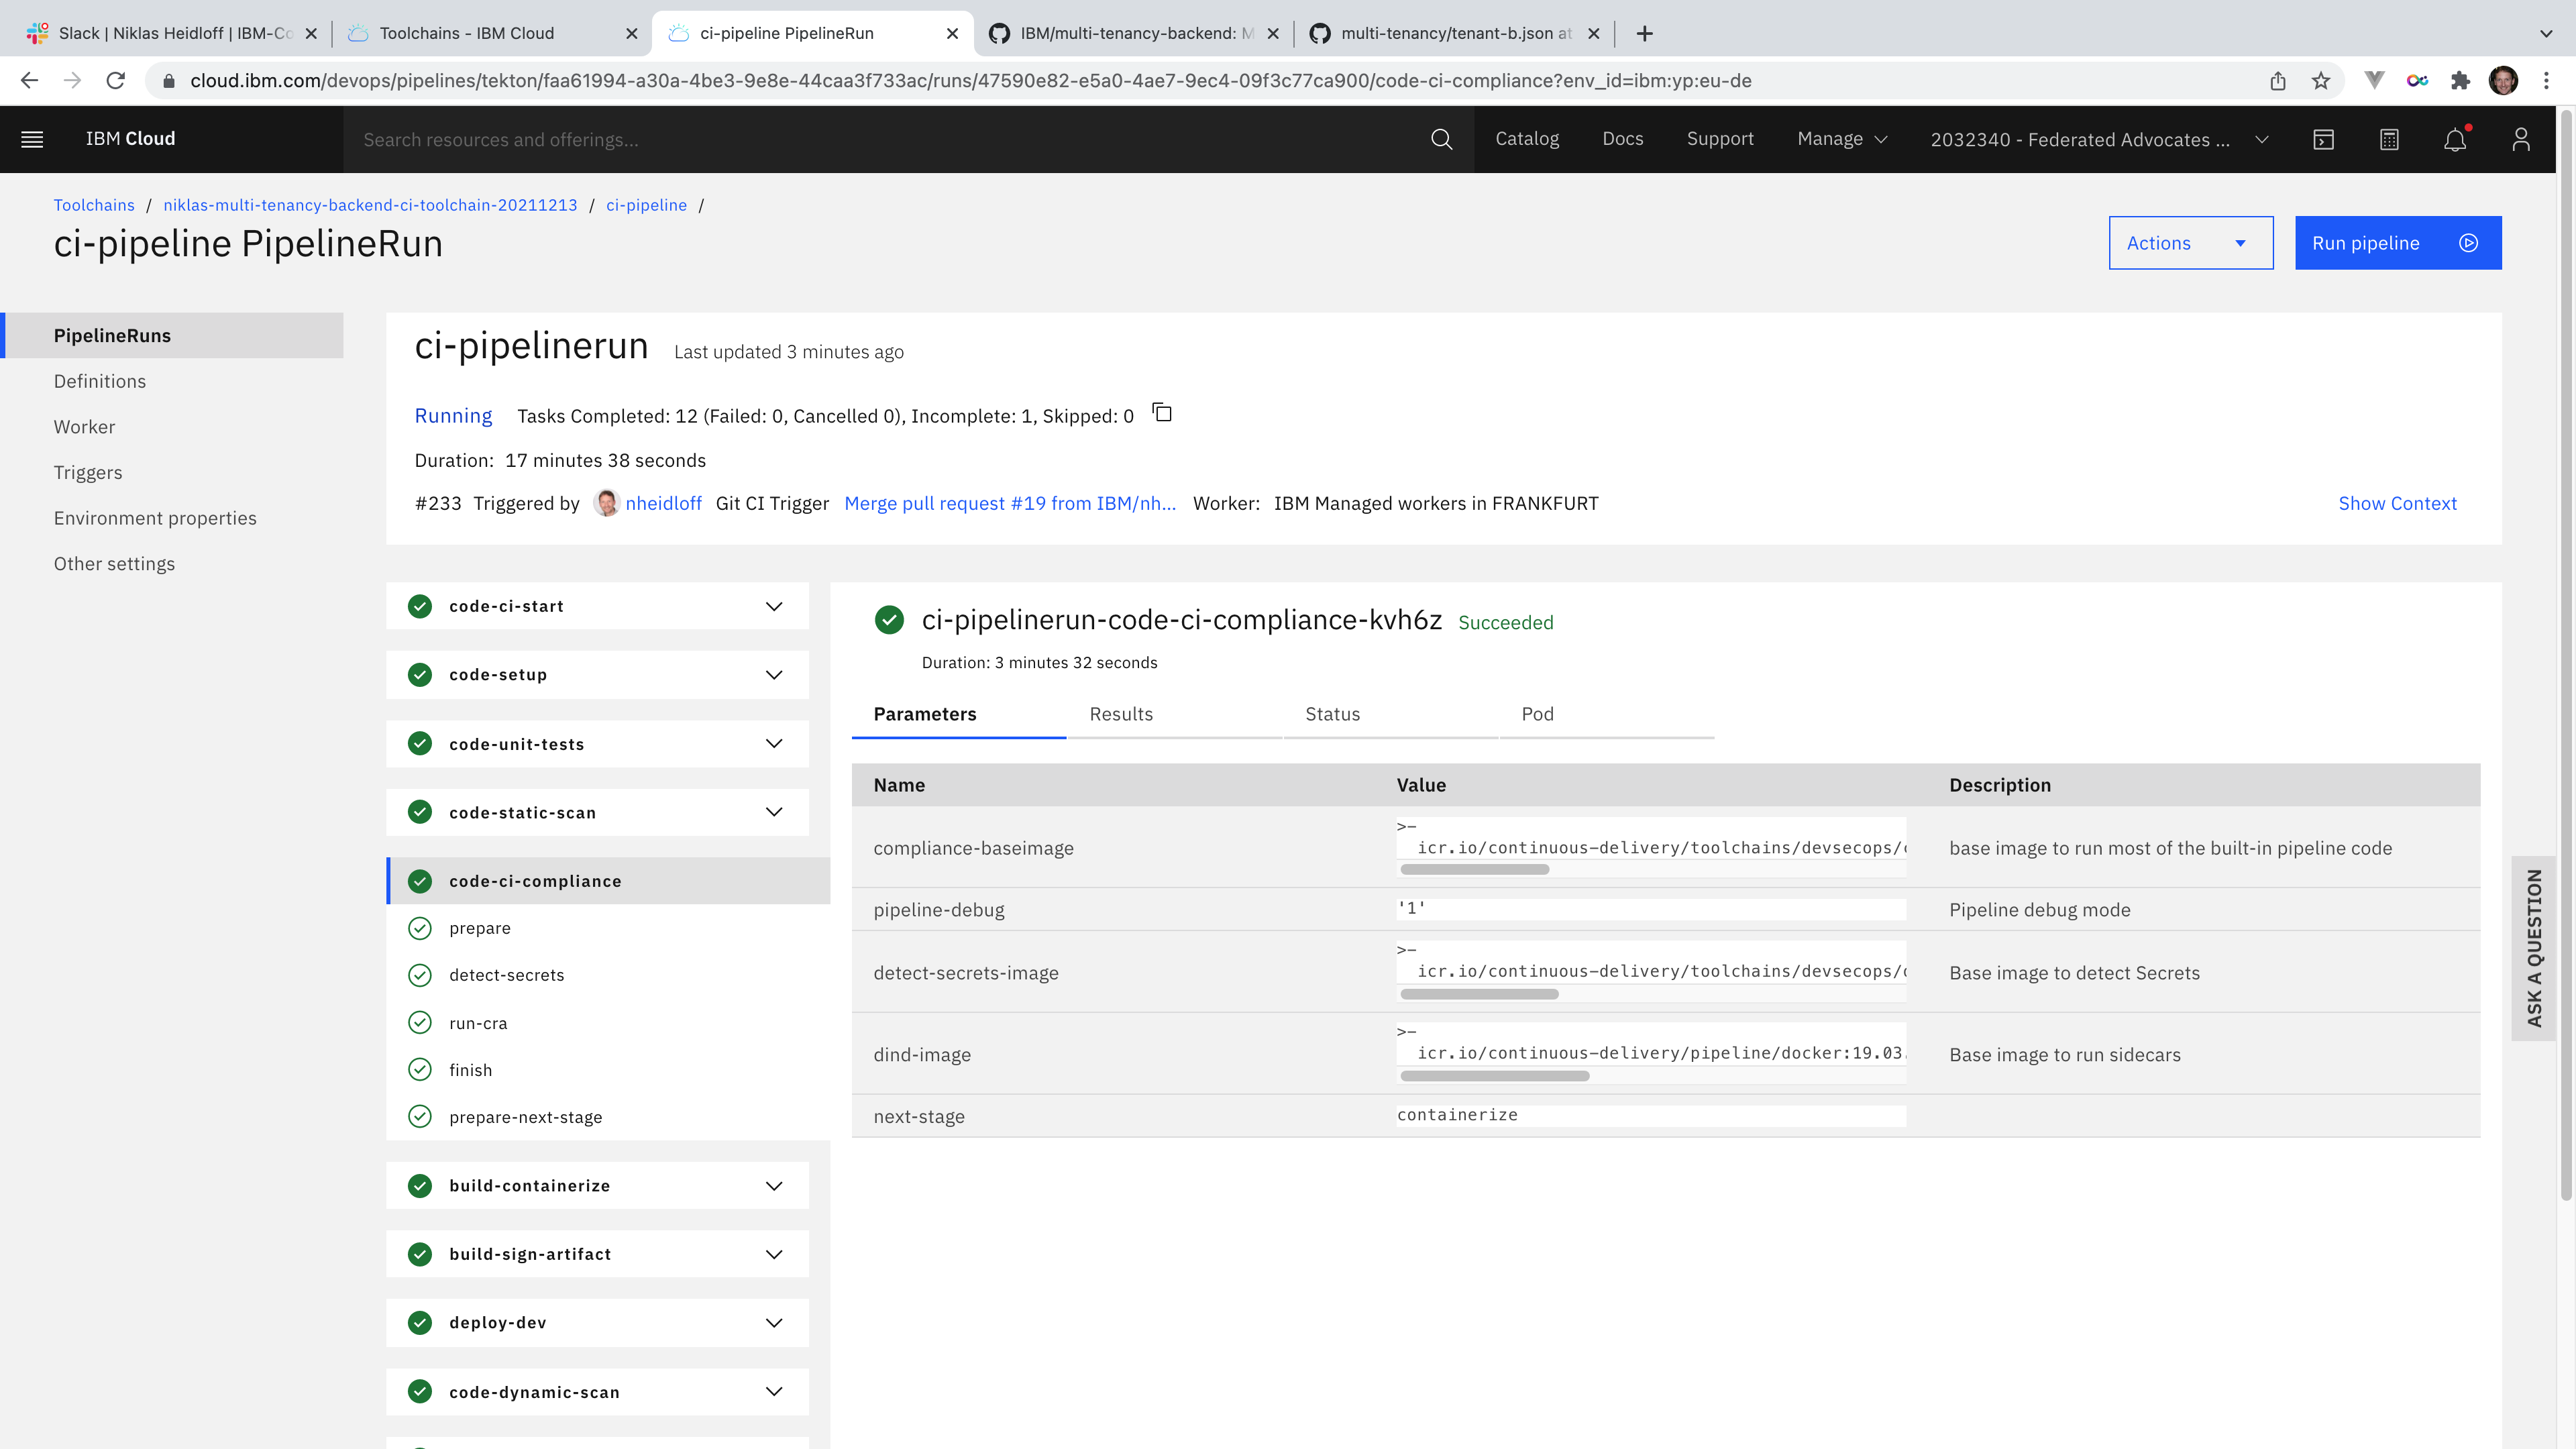 Slack | Niklas Heidloff | IBM-Co
Toolchains - IBM Cloud
ci-pipeline PipelineRun
IBM/multi-tenancy-backend: M
multi-tenancy/tenant-b.json at
cloud.ibm.com/devops/pipelines/tekton/faa61994-a30a-4be3-9e8e-44caa3f733ac/runs/47590e82-e5a0-4ae7-9ec4-09f3c77ca900/code-ci-compliance?env_id=ibm:yp:eu-de
IBM Cloud
Search resources and offerings...
Catalog
Docs
Support
Manage
2032340 - Federated Advocates ...
Toolchains / niklas-multi-tenancy-backend-ci-toolchain-20211213 / ci-pipeline /
ci-pipeline PipelineRun
Actions
Run pipeline
PipelineRuns
Definitions
Worker
Triggers
Environment properties
Other settings
ci-pipelinerun Last updated 3 minutes ago
Running Tasks Completed: 12 (Failed: 0, Cancelled 0), Incomplete: 1, Skipped: 0
Duration: 17 minutes 38 seconds
#233 Triggered by nheidloff Git CI Trigger Merge pull request #19 from IBM/nh... Worker: IBM Managed workers in FRANKFURT
Show Context
code-ci-start
code-setup
code-unit-tests
code-static-scan
code-ci-compliance
prepare
detect-secrets
run-cra
finish
prepare-next-stage
build-containerize
build-sign-artifact
deploy-dev
code-dynamic-scan
ci-pipelinerun-code-ci-compliance-kvh6z Succeeded
Duration: 3 minutes 32 seconds
Parameters Results Status Pod
Name Value Description
compliance-baseimage
>-
icr.io/continuous-delivery/toolchains/devsecops/
base image to run most of the built-in pipeline code
pipeline-debug '1' Pipeline debug mode
detect-secrets-image
>-
icr.io/continuous-delivery/toolchains/devsecops/
Base image to detect Secrets
dind-image
>-
icr.io/continuous-delivery/pipeline/docker:19.03.
Base image to run sidecars
next-stage containerize
ASK A QUESTION